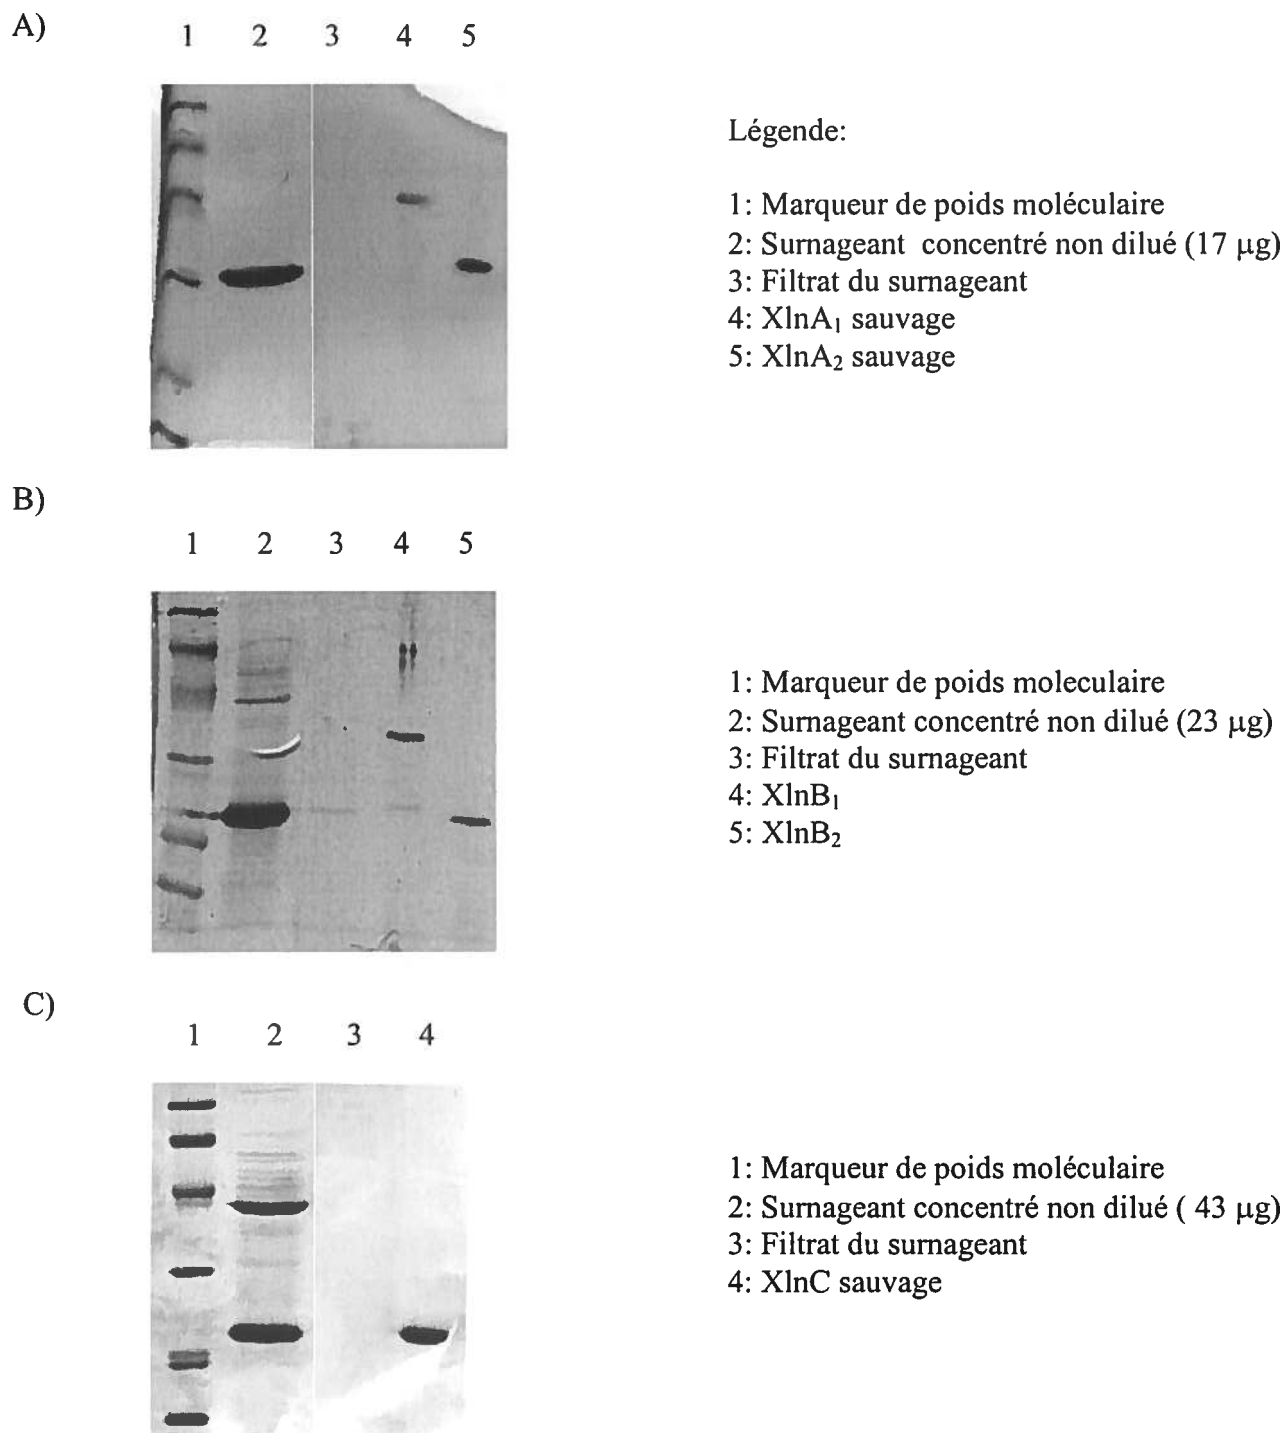 A)
1 2 3 4 5
Légende:
1: Marqueur de poids moléculaire
2: Surnageant concentré non dilué (17 µg)
3: Filtrat du surnageant
4: XlnA₁ sauvage
5: XlnA₂ sauvage
B)
1 2 3 4 5
1: Marqueur de poids moleculaire
2: Surnageant concentré non dilué (23 µg)
3: Filtrat du surnageant
4: XlnB₁
5: XlnB₂
C)
1 2 3 4
1: Marqueur de poids moléculaire
2: Surnageant concentré non dilué ( 43 µg)
3: Filtrat du surnageant
4: XlnC sauvage